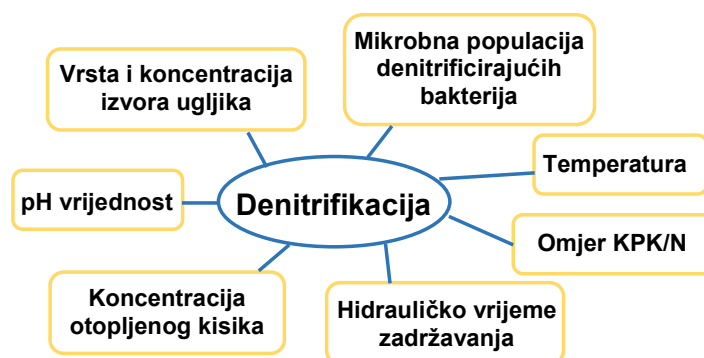 Mikrobna populacija
denitrificirajućih
bakterija
Vrsta i koncentracija
izvora ugljika
Temperatura
pH vrijednost
Denitrifikacija
Omjer KPK/N
Koncentracija
otopljenog kisika
Hidrauličko vrijeme
zadržavanja